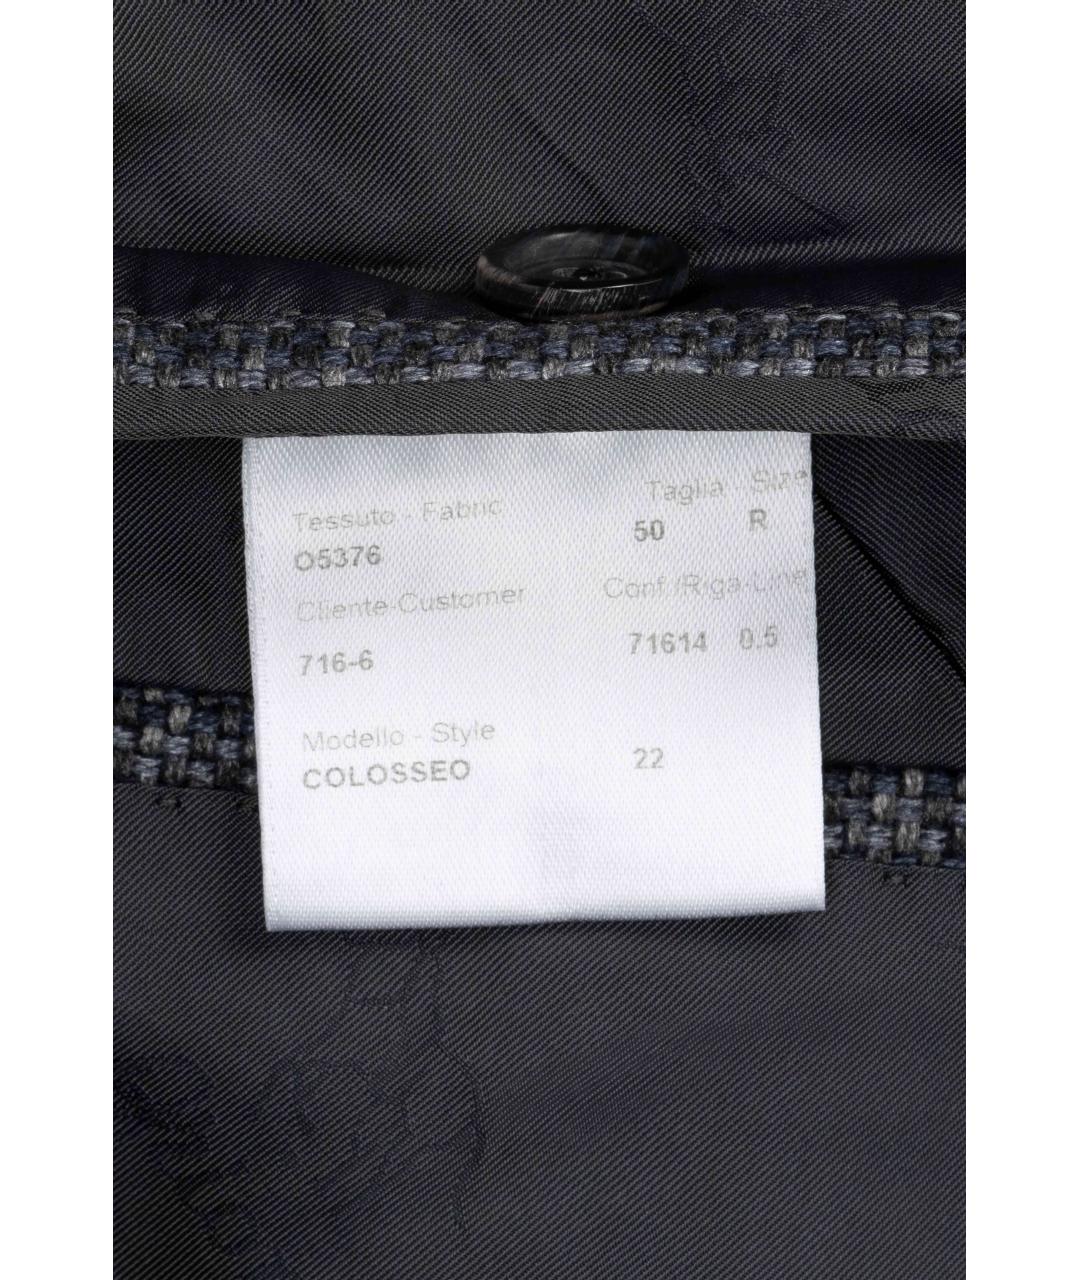 Tessuto - Fabric Taglia - Size
O5376 50 R
Cliente-Customer Conf./Riga-Line
716-6 71614 0.5
Modello - Style
COLOSSEO 22